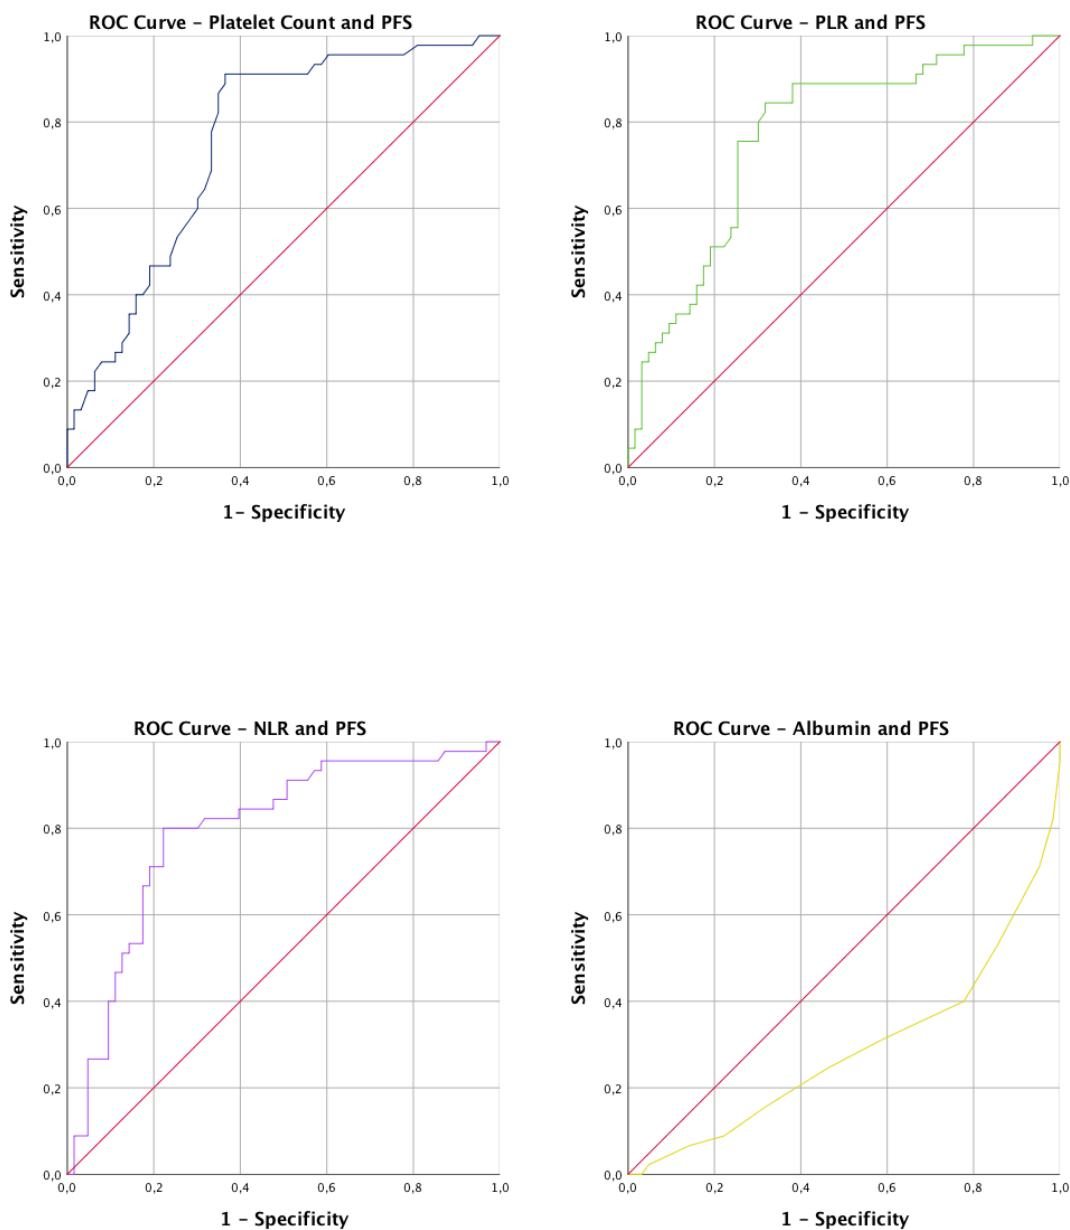 ROC Curve – Platelet Count and PFS
1,0
0,8
0,6
0,4
0,2
0,0
Sensitivity
0,0 0,2 0,4 0,6 0,8 1,0
1– Specificity
ROC Curve – PLR and PFS
1,0
0,8
0,6
0,4
0,2
0,0
Sensitivity
0,0 0,2 0,4 0,6 0,8 1,0
1 – Specificity
ROC Curve – NLR and PFS
1,0
0,8
0,6
0,4
0,2
0,0
Sensitivity
0,0 0,2 0,4 0,6 0,8 1,0
1 – Specificity
ROC Curve – Albumin and PFS
1,0
0,8
0,6
0,4
0,2
0,0
Sensitivity
0,0 0,2 0,4 0,6 0,8 1,0
1 – Specificity